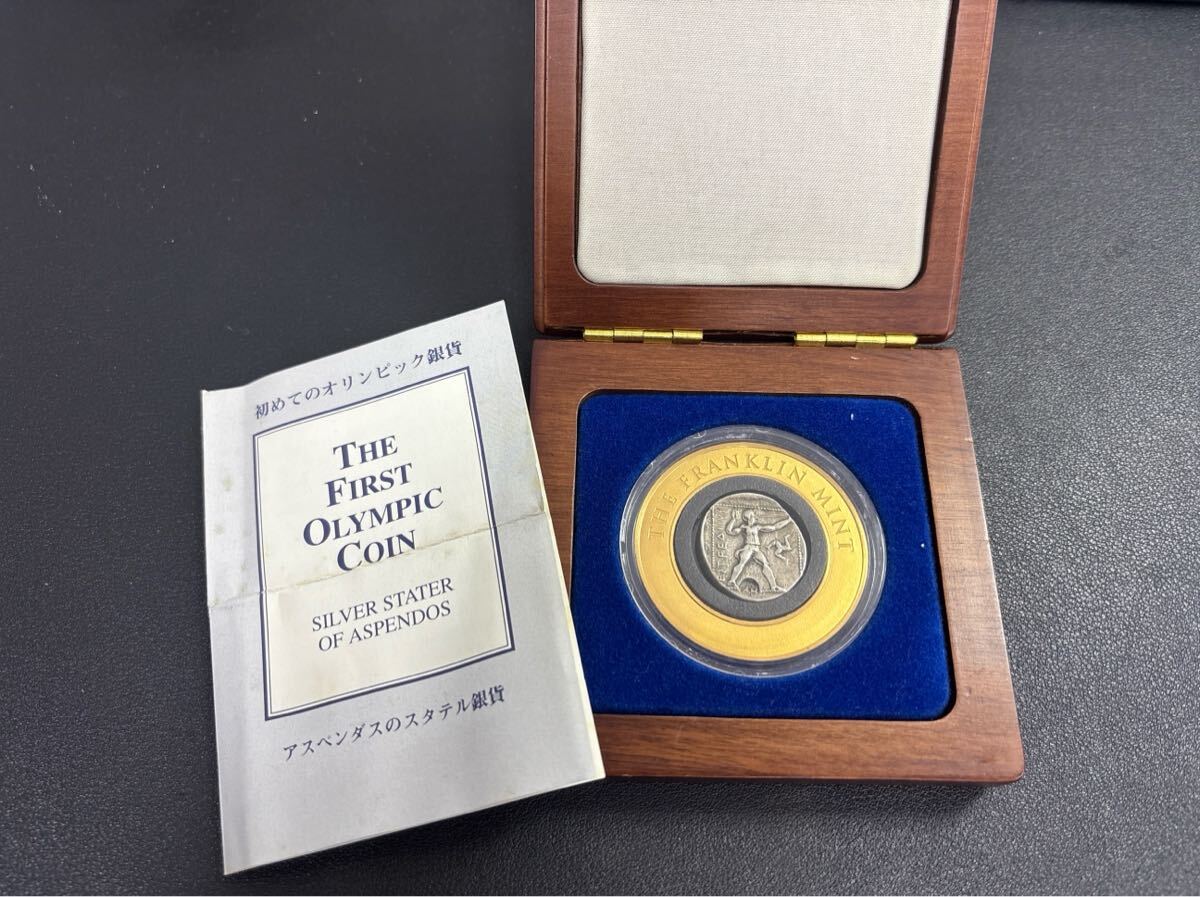 初めてのオリンピック銀貨
THE
FIRST
OLYMPIC
COIN
SILVER STATER
OF ASPENDOS
アスペンダスのスタテル銀貨
THE FRANKLIN MINT